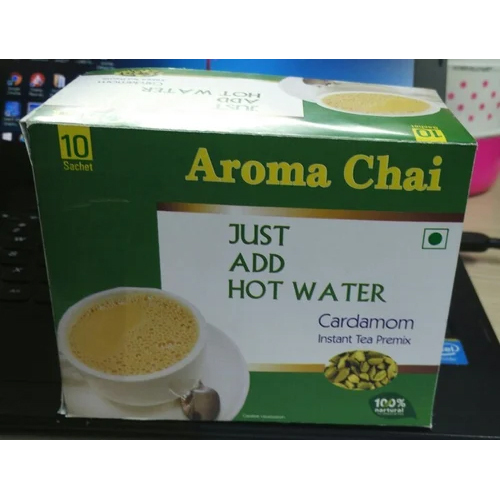 JUST
ADD
HOT WATER
10
Sachet
10
Aroma Chai
JUST
ADD
HOT WATER
Cardamom
Instant Tea Premix
100%
natural